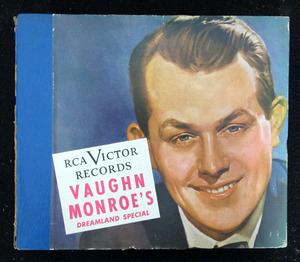 RCA VICTOR
RECORDS
VAUGHN
MONROE'S
DREAMLAND SPECIAL